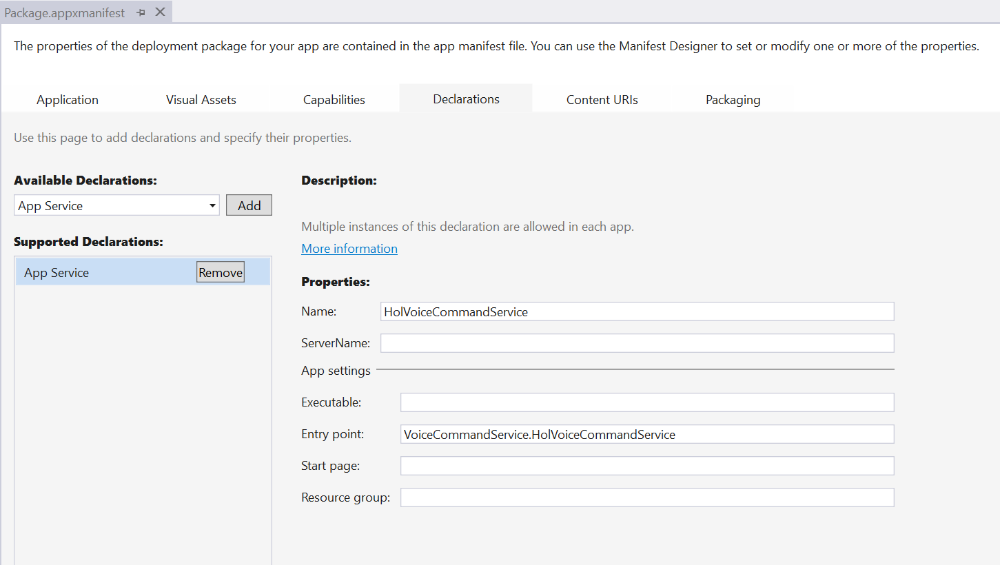 Package.appxmanifest
The properties of the deployment package for your app are contained in the app manifest file. You can use the Manifest Designer to set or modify one or more of the properties.
Application Visual Assets Capabilities Declarations Content URIs Packaging
Use this page to add declarations and specify their properties.
Available Declarations:
App Service Add
Supported Declarations:
App Service Remove
Description:
Multiple instances of this declaration are allowed in each app.
More information
Properties:
Name: HolVoiceCommandService
ServerName:
App settings
Executable:
Entry point: VoiceCommandService.HolVoiceCommandService
Start page:
Resource group: